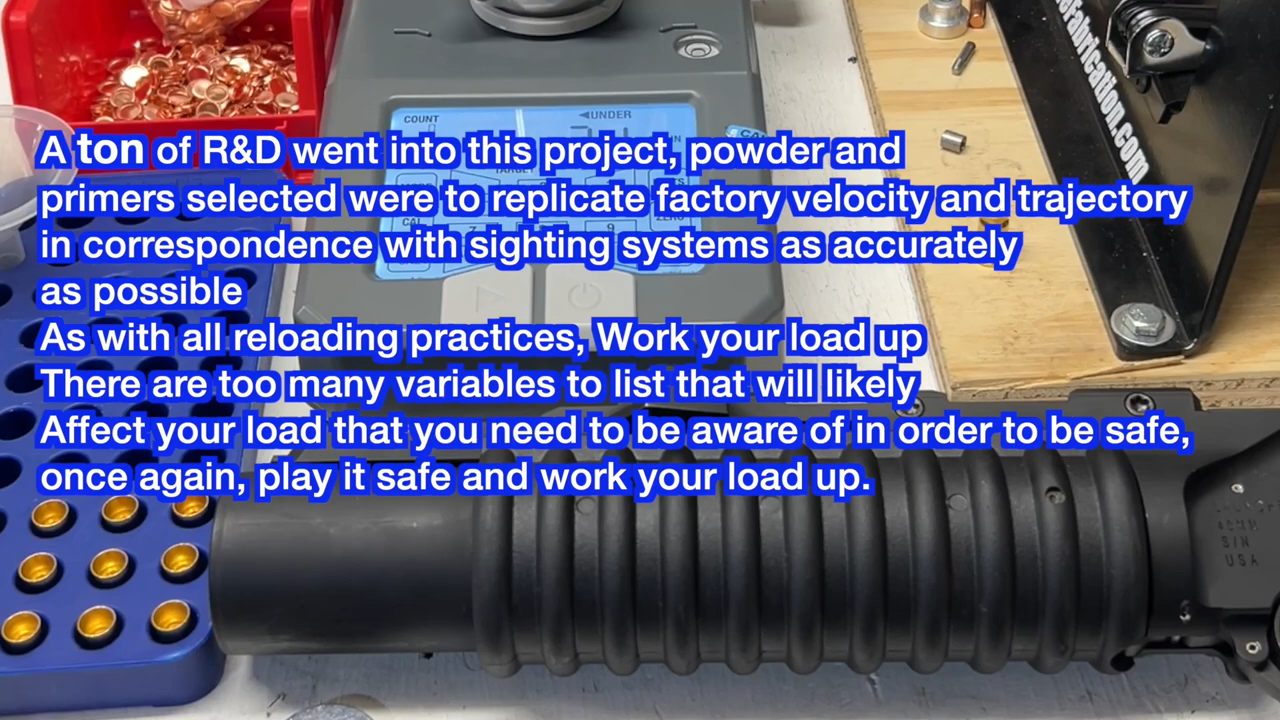 COUNT
◄UNDER
A ton of R&D went into this project, powder and
primers selected were to replicate factory velocity and trajectory
in correspondence with sighting systems as accurately
as possible
As with all reloading practices, Work your load up
There are too many variables to list that will likely
Affect your load that you need to be aware of in order to be safe,
once again, play it safe and work your load up.
Fabrication.com
40MM
S/N
USA